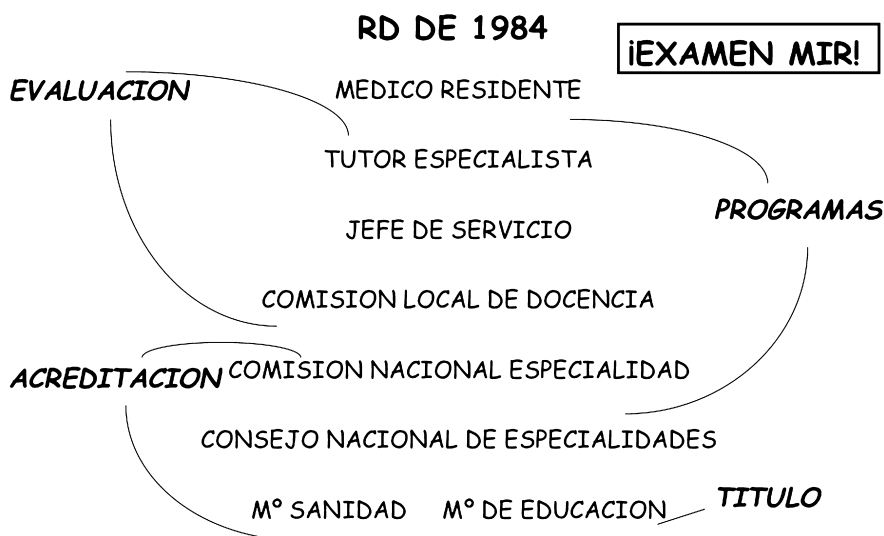 RD DE 1984
¡EXAMEN MIR!
EVALUACION
MEDICO RESIDENTE
TUTOR ESPECIALISTA
PROGRAMAS
JEFE DE SERVICIO
COMISION LOCAL DE DOCENCIA
ACREDITACION
COMISION NACIONAL ESPECIALIDAD
CONSEJO NACIONAL DE ESPECIALIDADES
Mº SANIDAD Mº DE EDUCACION
TITULO